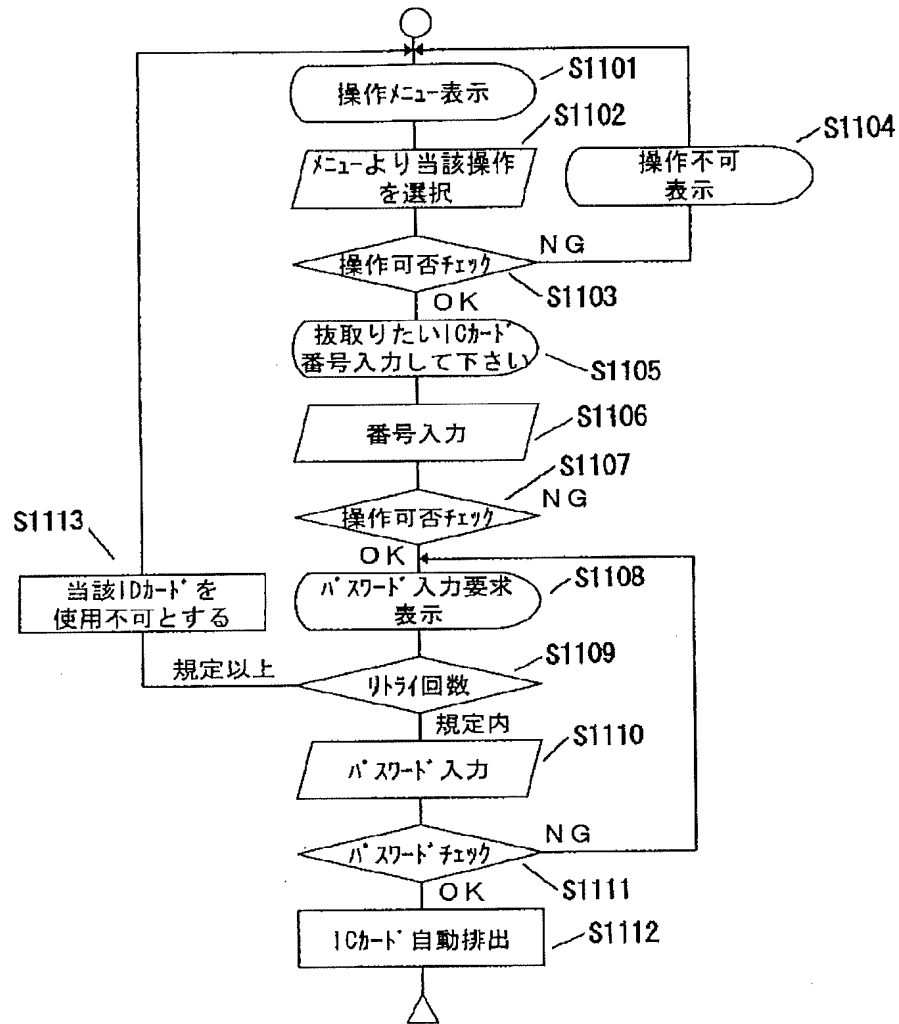 操作メニュー表示
S1101
S1102
メニューより当該操作
を選択
S1104
操作不可
表示
操作可否チェック
NG
S1103
OK
抜取りたいICカード
番号入力して下さい
S1105
番号入力
S1106
S1107
操作可否チェック
NG
OK
S1113
当該IDカードを
使用不可とする
パスワード入力要求
表示
S1108
規定以上
リトライ回数
S1109
規定内
パスワード入力
S1110
パスワードチェック
NG
S1111
OK
ICカード自動排出
S1112